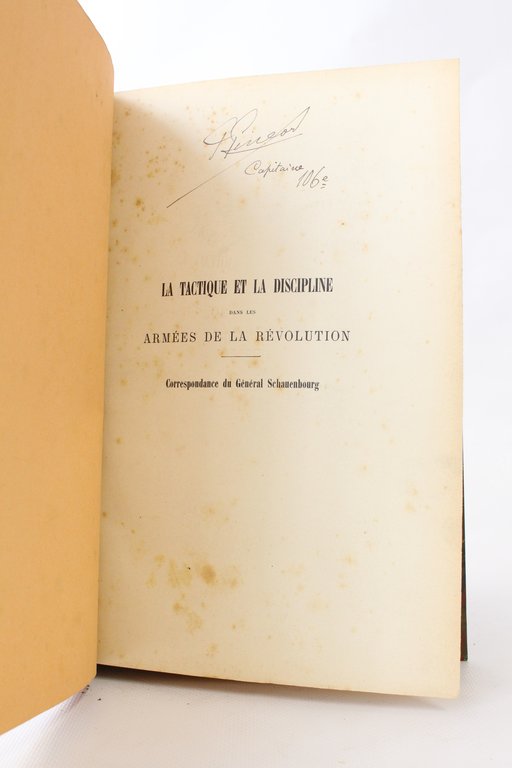 Capitaine
106e
LA TACTIQUE ET LA DISCIPLINE
DANS LES
ARMÉES DE LA RÉVOLUTION
Correspondance du Général Schauenbourg